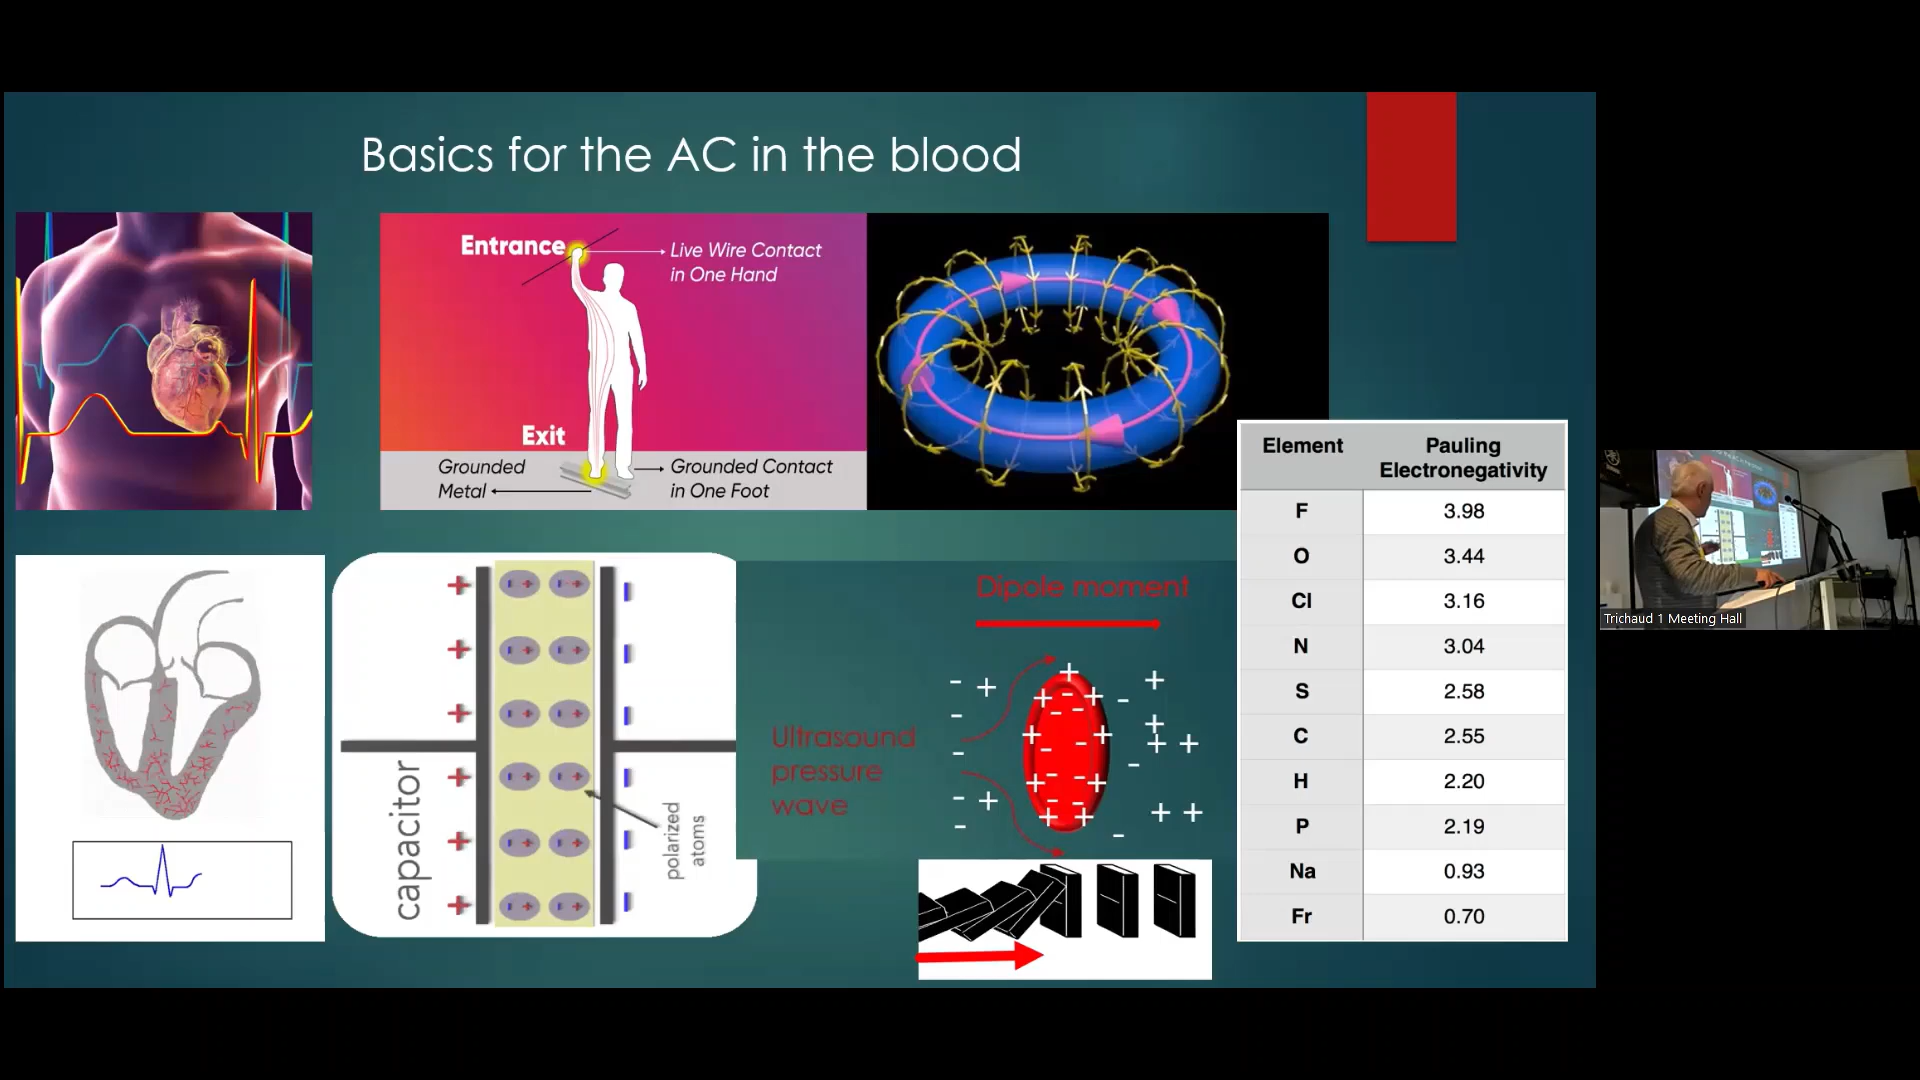 Basics for the AC in the blood
Entrance
Live Wire Contact
in One Hand
Exit
Grounded
Metal
Grounded Contact
in One Foot
capacitor
polarized
atoms
Dipole moment
Ultrasound
pressure
wave
Element Pauling Electronegativity
F 3.98
O 3.44
Cl 3.16
N 3.04
S 2.58
C 2.55
H 2.20
P 2.19
Na 0.93
Fr 0.70
Trichaud 1 Meeting Hall